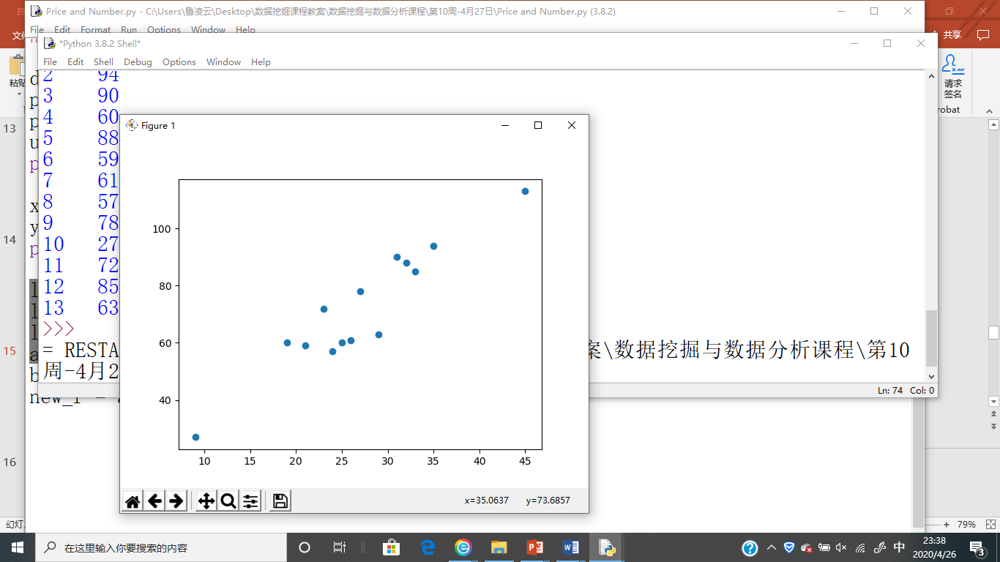 Price and Number.py - C:\Users\鲁凌云\Desktop\数据挖掘课程教案\数据挖掘与数据分析课程\第10周-4月27日\Price and Number.py (3.8.2)
File Edit Format Run Options Window Help
共享
*Python 3.8.2 Shell*
File Edit Shell Debug Options Window Help
粘贴
请求
签名
robat
2 94
3 90
4 60
5 88
6 59
7 61
8 57
9 78
10 27
11 72
12 85
13 63
>>>
= RESTA
案\数据挖掘与数据分析课程\第10
周-4月2
Ln: 74 Col: 0
d
p
p
u
p
x
y
p
l
l
l
a
b
new_
13
14
15
16
Figure 1
100
80
60
40
10 15 20 25 30 35 40 45
x=35.0637 y=73.6857
幻灯
79%
在这里输入你要搜索的内容
中
23:38
2020/4/26
3